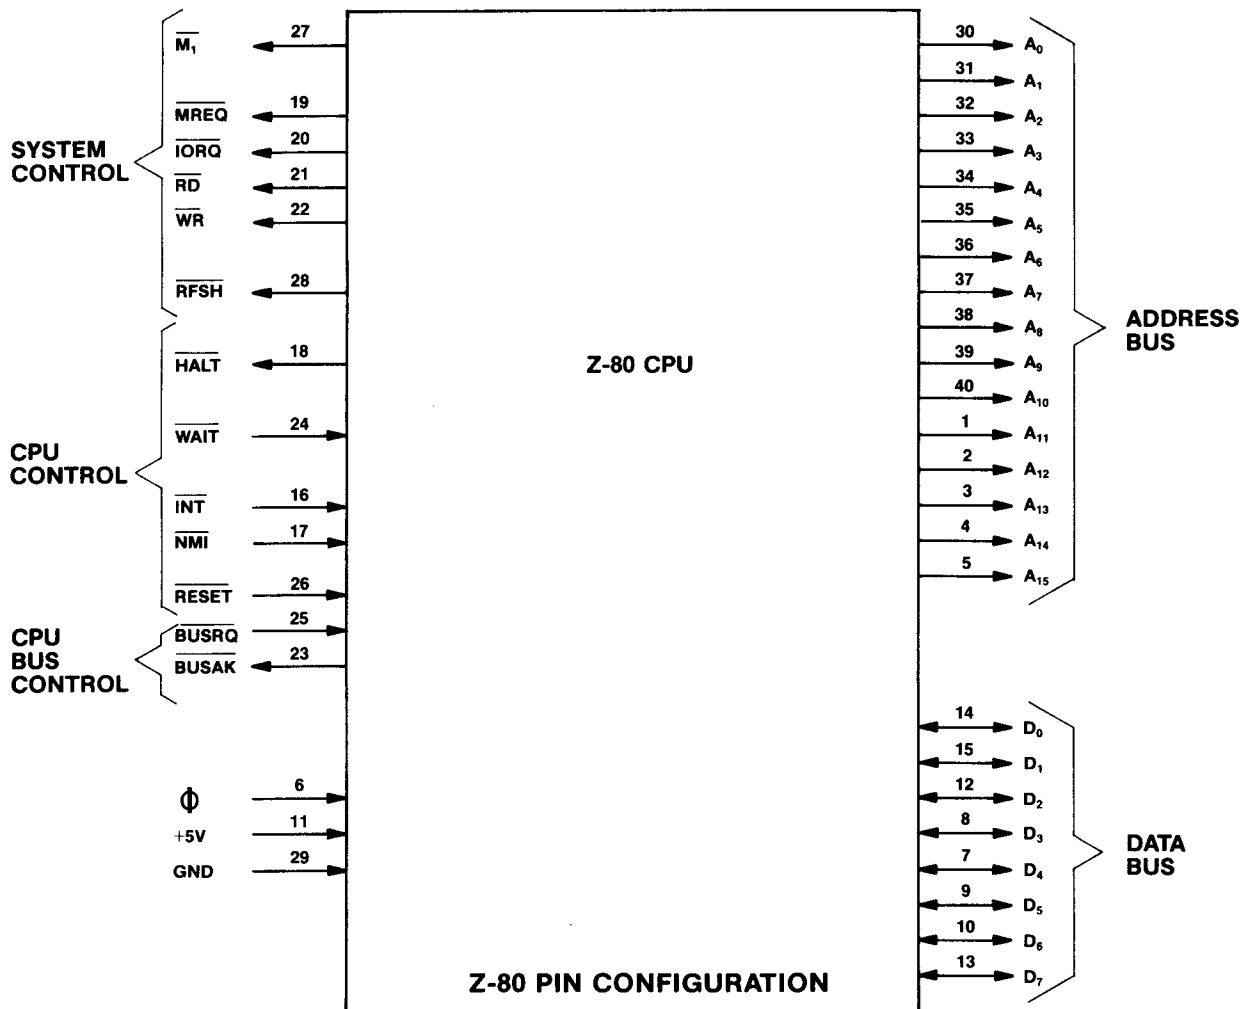 SYSTEM
CONTROL
M₁ 27
MREQ 19
IORQ 20
RD 21
WR 22
RFSH 28
CPU
CONTROL
HALT 18
WAIT 24
INT 16
NMI 17
RESET 26
CPU
BUS
CONTROL
BUSRQ 25
BUSAK 23
Φ 6
+5V 11
GND 29
Z-80 CPU
30 A₀
31 A₁
32 A₂
33 A₃
34 A₄
35 A₅
36 A₆
37 A₇
38 A₈
39 A₉
40 A₁₀
1 A₁₁
2 A₁₂
3 A₁₃
4 A₁₄
5 A₁₅
ADDRESS
BUS
14 D₀
15 D₁
12 D₂
8 D₃
7 D₄
9 D₅
10 D₆
13 D₇
DATA
BUS
Z-80 PIN CONFIGURATION